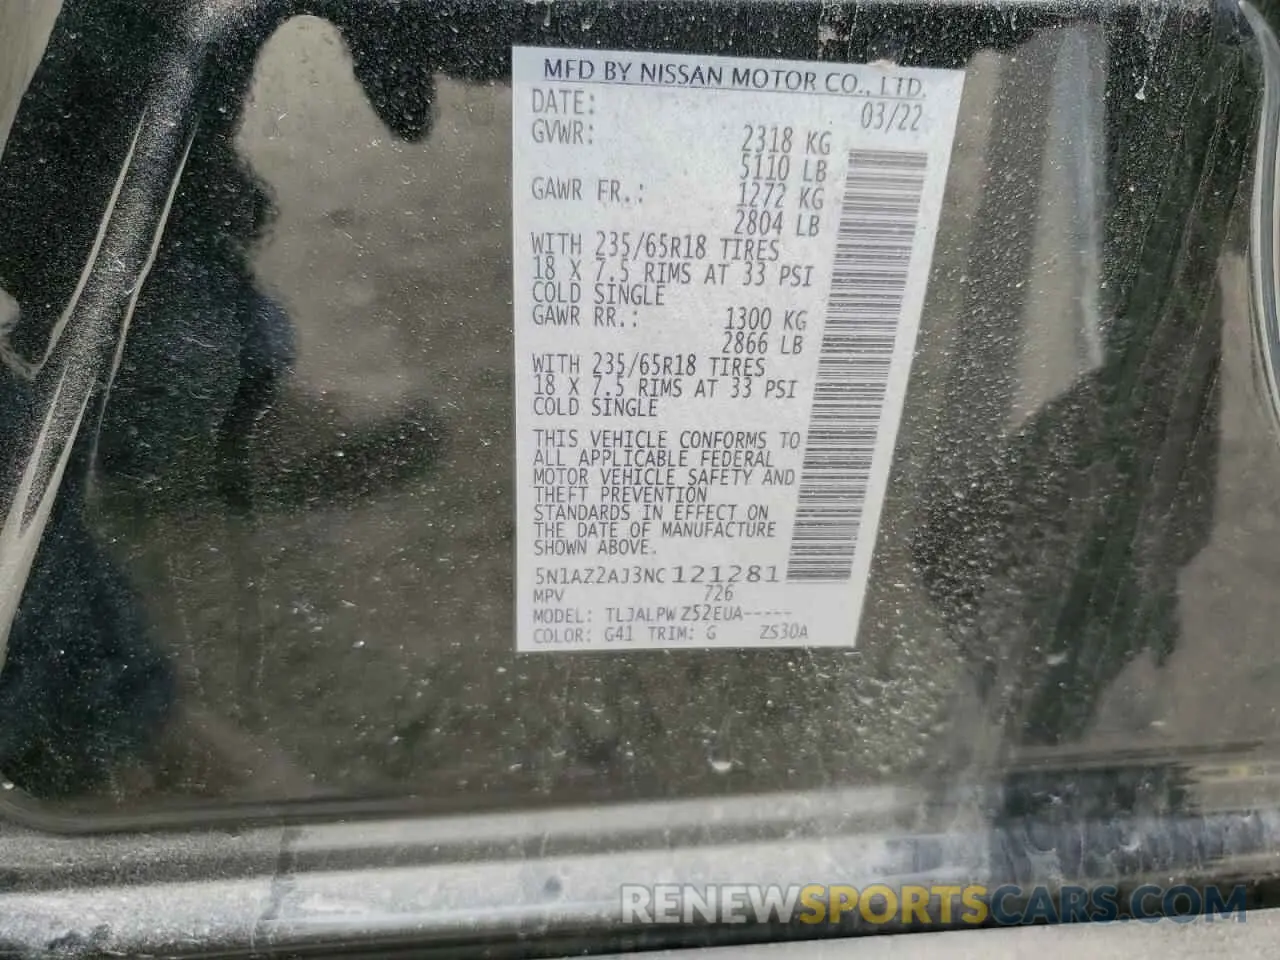 MFD BY NISSAN MOTOR CO., LTD.
DATE: 03/22
GVWR: 2318 KG
5110 LB
GAWR FR.: 1272 KG
2804 LB
WITH 235/65R18 TIRES
18 X 7.5 RIMS AT 33 PSI
COLD SINGLE
GAWR RR.: 1300 KG
2866 LB
WITH 235/65R18 TIRES
18 X 7.5 RIMS AT 33 PSI
COLD SINGLE
THIS VEHICLE CONFORMS TO
ALL APPLICABLE FEDERAL
MOTOR VEHICLE SAFETY AND
THEFT PREVENTION
STANDARDS IN EFFECT ON
THE DATE OF MANUFACTURE
SHOWN ABOVE.
5N1AZ2AJ3NC121281
MPV 726
MODEL: TLJALPW Z52EUA-----
COLOR: G41 TRIM: G ZS30A
RENEWSPORTSCARS.COM